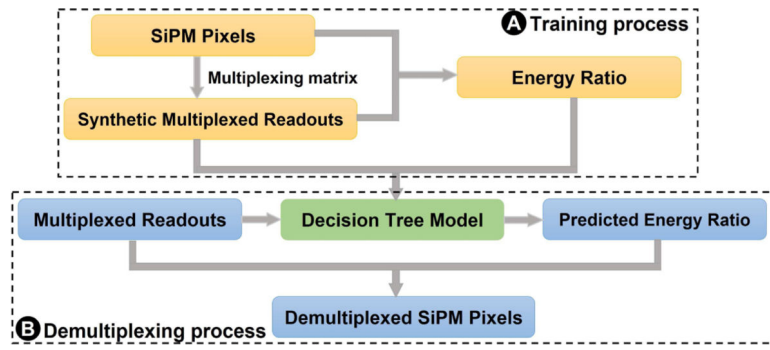 A Training process
SiPM Pixels
Multiplexing matrix
Energy Ratio
Synthetic Multiplexed Readouts
Multiplexed Readouts
Decision Tree Model
Predicted Energy Ratio
Demultiplexed SiPM Pixels
B Demultiplexing process